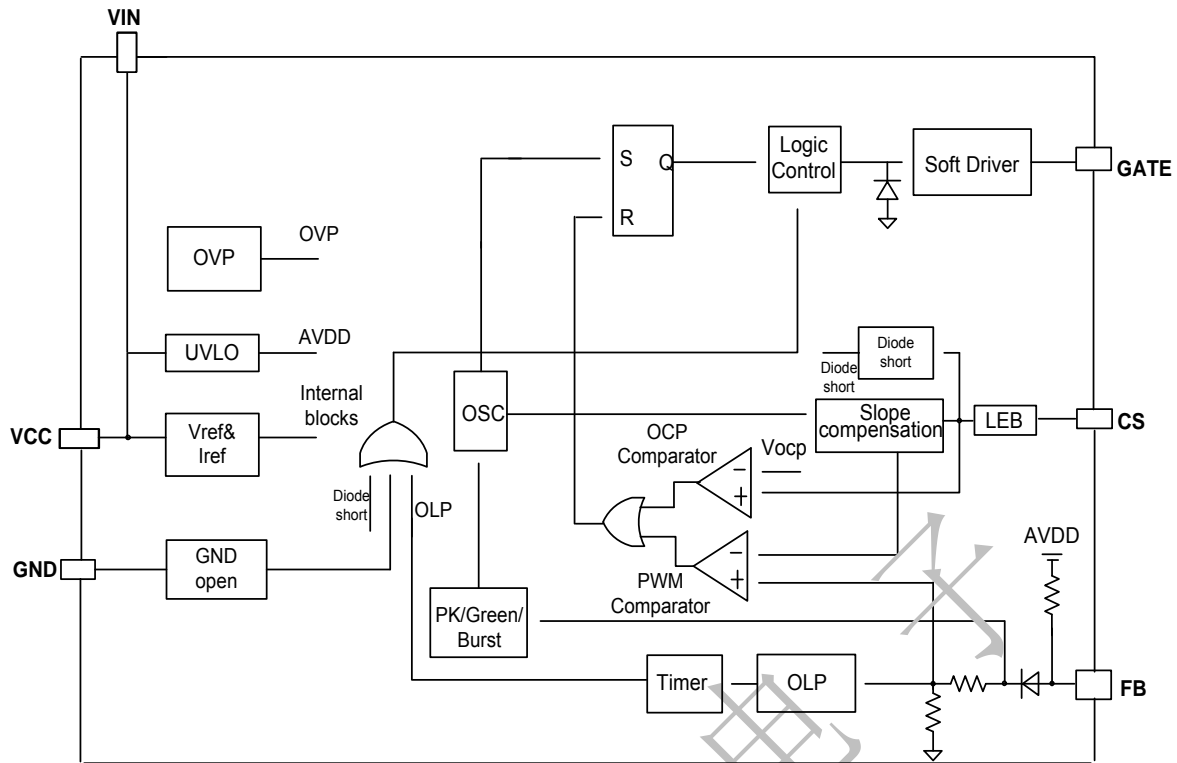 VIN
S
Q
R
Logic
Control
Soft Driver
GATE
OVP
OVP
UVLO
AVDD
Diode
short
Diode
short
Internal
blocks
OSC
VCC
Vref&
Iref
Slope
compensation
LEB
CS
OCP
Comparator
Vocp
−
+
Diode
short
OLP
AVDD
GND
GND
open
−
+
PWM
Comparator
PK/Green/
Burst
Timer
OLP
FB